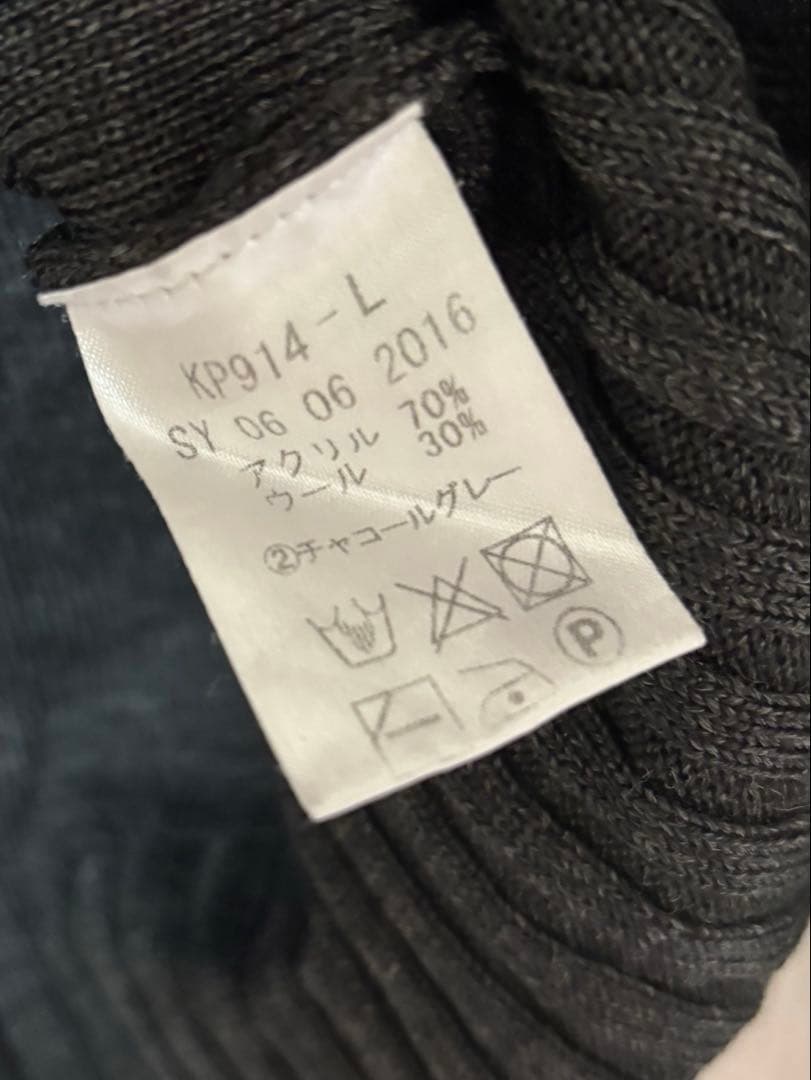 KP914-L
SY 06 06 2016
アクリル 70%
ウール 30%
②チャコールグレー
P